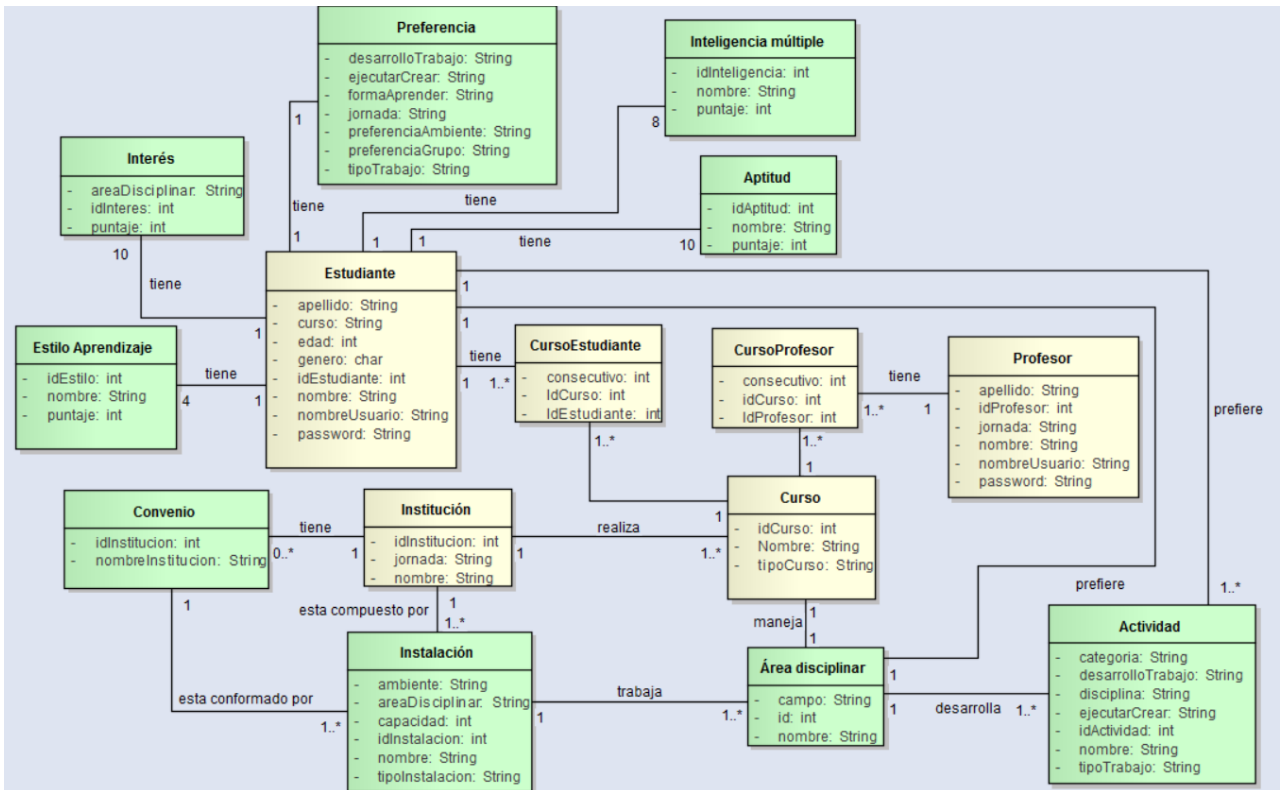 Preferencia
- desarrolloTrabajo: String
- ejecutarCrear: String
- formaAprender: String
- jornada: String
- preferenciaAmbiente: String
- preferenciaGrupo: String
- tipoTrabajo: String
Inteligencia múltiple
- idInteligencia: int
- nombre: String
- puntaje: int
1
8
Interés
- areaDisciplinar: String
- idInteres: int
- puntaje: int
Aptitud
- idAptitud: int
- nombre: String
- puntaje: int
tiene
tiene
1
1
1
tiene
10
10
tiene
1
Estudiante
- apellido: String
- curso: String
- edad: int
- genero: char
- idEstudiante: int
- nombre: String
- nombreUsuario: String
- password: String
1
1
Estilo Aprendizaje
- idEstilo: int
- nombre: String
- puntaje: int
tiene
4
1
tiene
1
1..*
CursoEstudiante
- consecutivo: int
- IdCurso: int
- IdEstudiante: int
1..*
CursoProfesor
- consecutivo: int
- idCurso: int
- IdProfesor: int
tiene
1..*
1
1..*
1
Profesor
- apellido: String
- idProfesor: int
- jornada: String
- nombre: String
- nombreUsuario: String
- password: String
prefiere
Convenio
- idInstitucion: int
- nombreInstitucion: String
tiene
0..*
1
Institución
- idInstitucion: int
- jornada: String
- nombre: String
realiza
1
1..*
1
Curso
- idCurso: int
- Nombre: String
- tipoCurso: String
prefiere
1..*
1
esta compuesto por
1
1..*
maneja
1
1
Instalación
- ambiente: String
- areaDisciplinar: String
- capacidad: int
- idInstalacion: int
- nombre: String
- tipoInstalacion: String
esta conformado por
1..*
trabaja
1
1..*
Área disciplinar
- campo: String
- id: int
- nombre: String
1
1
desarrolla
1..*
Actividad
- categoria: String
- desarrolloTrabajo: String
- disciplina: String
- ejecutarCrear: String
- idActividad: int
- nombre: String
- tipoTrabajo: String